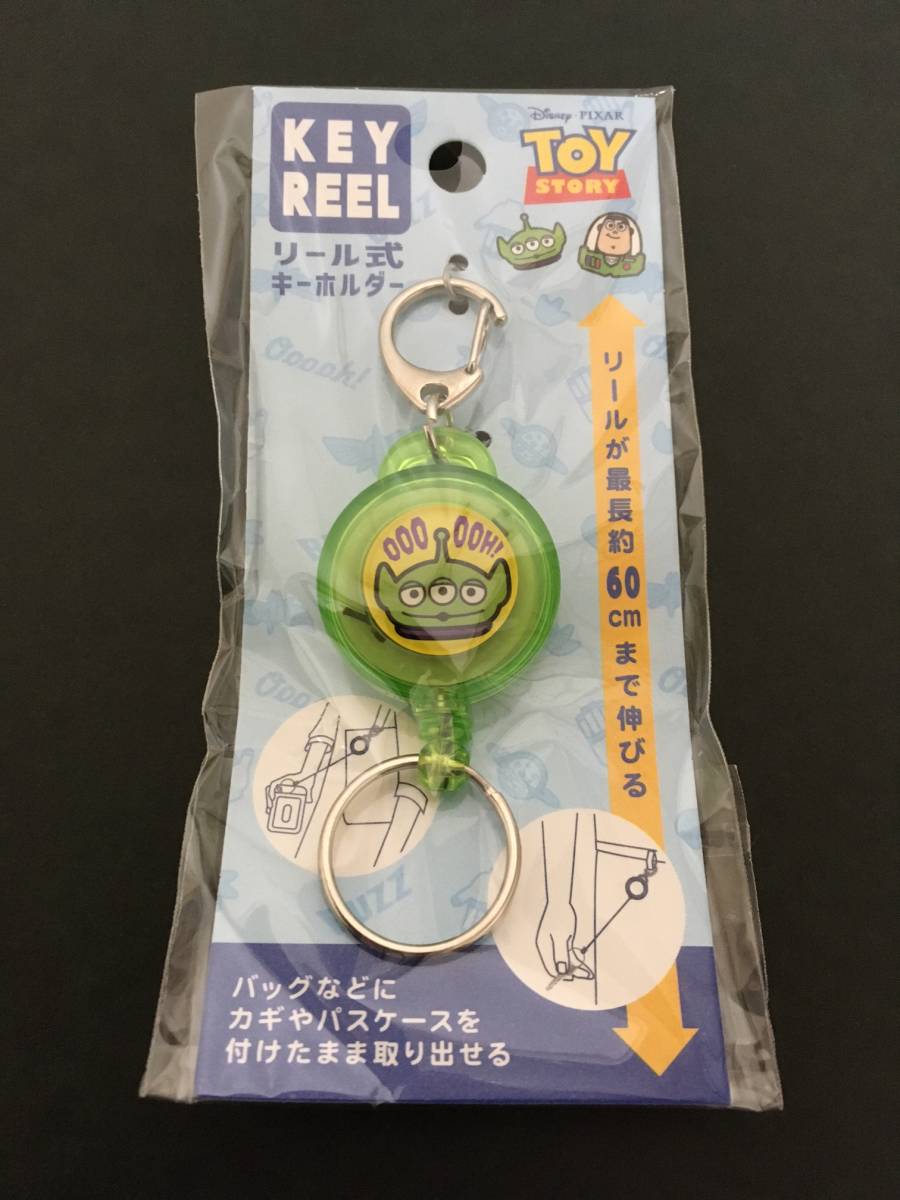 KEY
REEL
リール式
キーホルダー
Disney・PIXAR
TOY
STORY
リールが最長約60cmまで伸びる
Ooooh!
OOO OOH!
BUZZ
バッグなどに
カギやパスケースを
付けたまま取り出せる